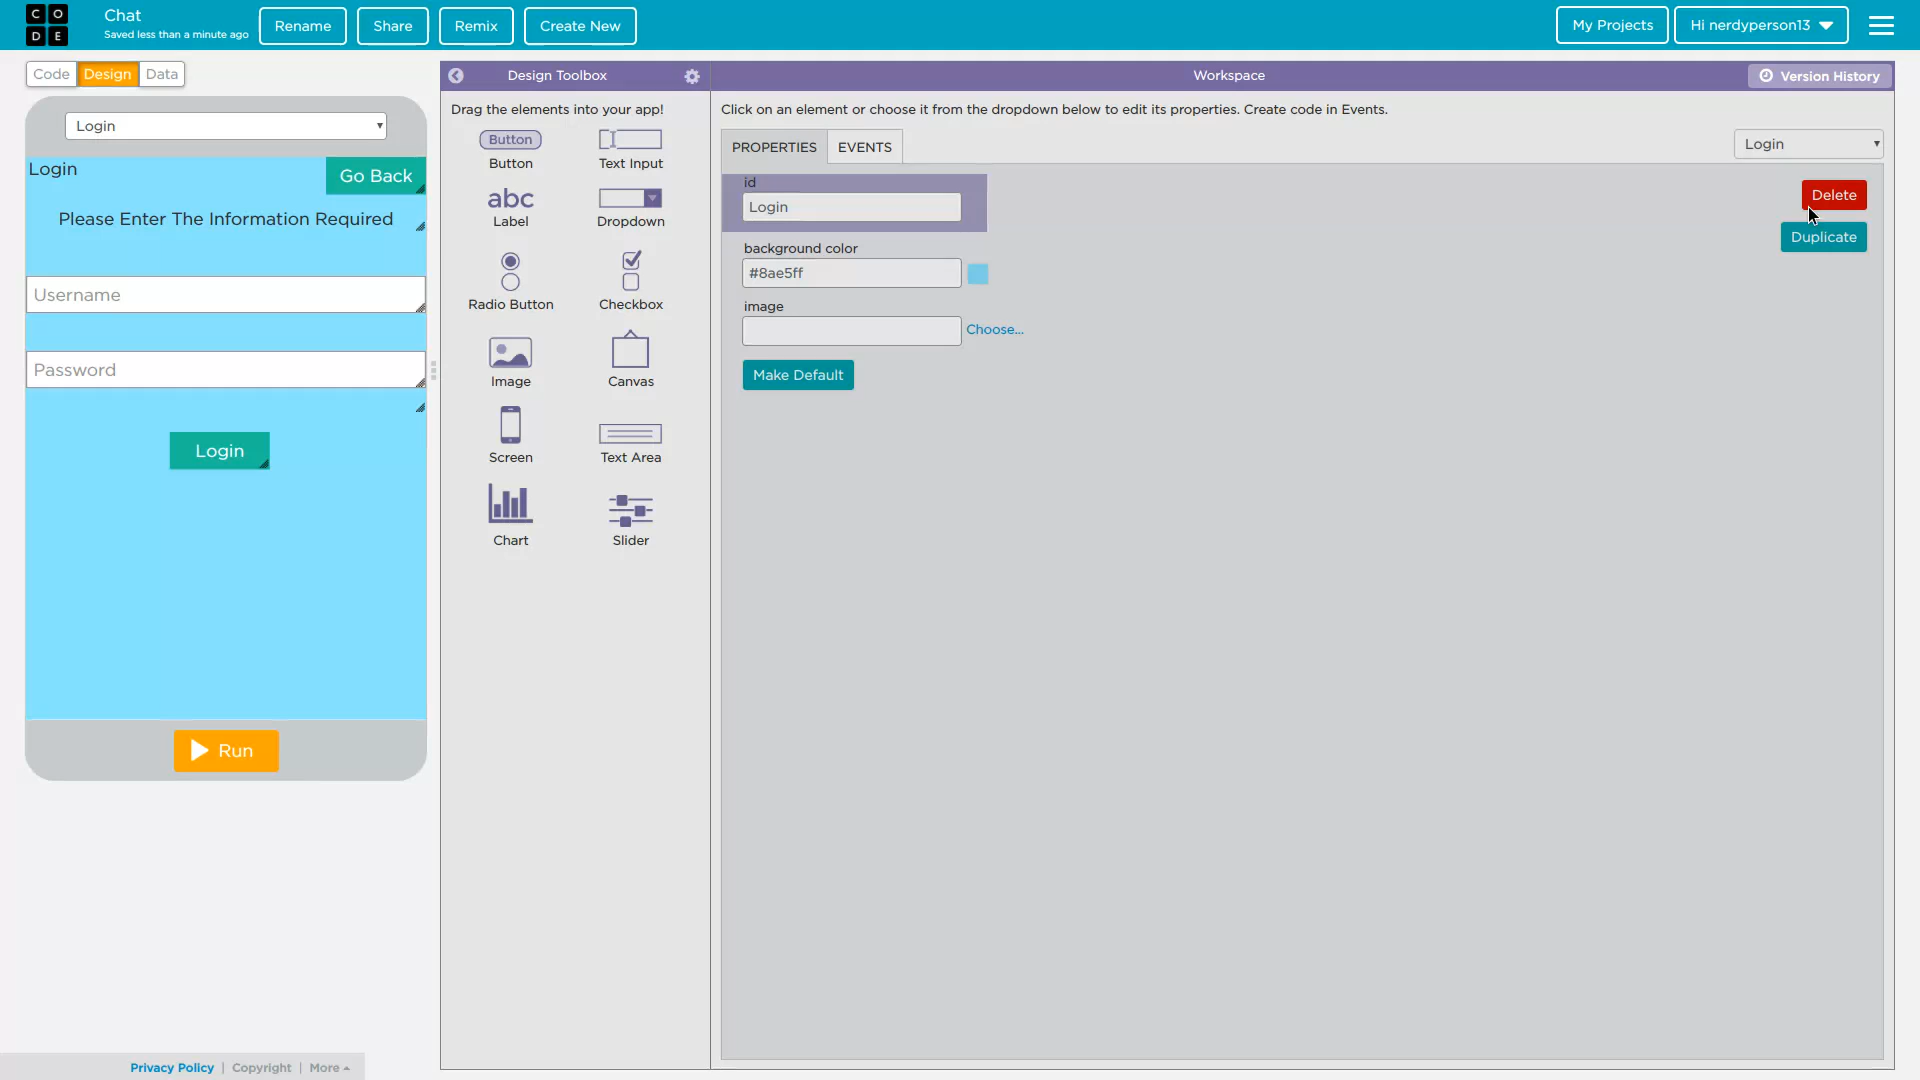 C O
D E
Chat
Saved less than a minute ago
Rename
Share
Remix
Create New
My Projects
Hi nerdyperson13
Code
Design
Data
Login
Login
Go Back
Please Enter The Information Required
Username
Password
Login
Run
Design Toolbox
Drag the elements into your app!
Button
Button
Text Input
abc
Label
Dropdown
Radio Button
Checkbox
Image
Canvas
Screen
Text Area
Chart
Slider
Workspace
Version History
Click on an element or choose it from the dropdown below to edit its properties. Create code in Events.
PROPERTIES
EVENTS
Login
id
Login
Delete
Duplicate
background color
#8ae5ff
image
Choose...
Make Default
Privacy Policy | Copyright | More